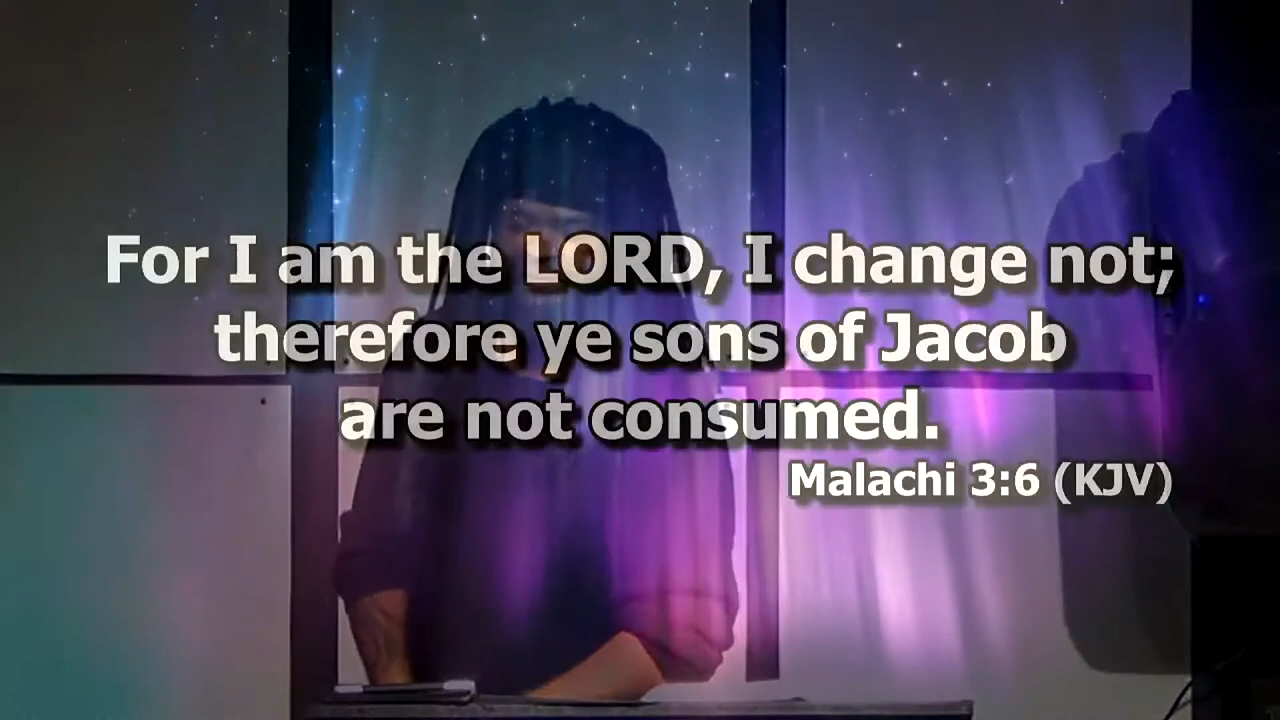 For I am the LORD, I change not;
therefore ye sons of Jacob
are not consumed.
Malachi 3:6 (KJV)